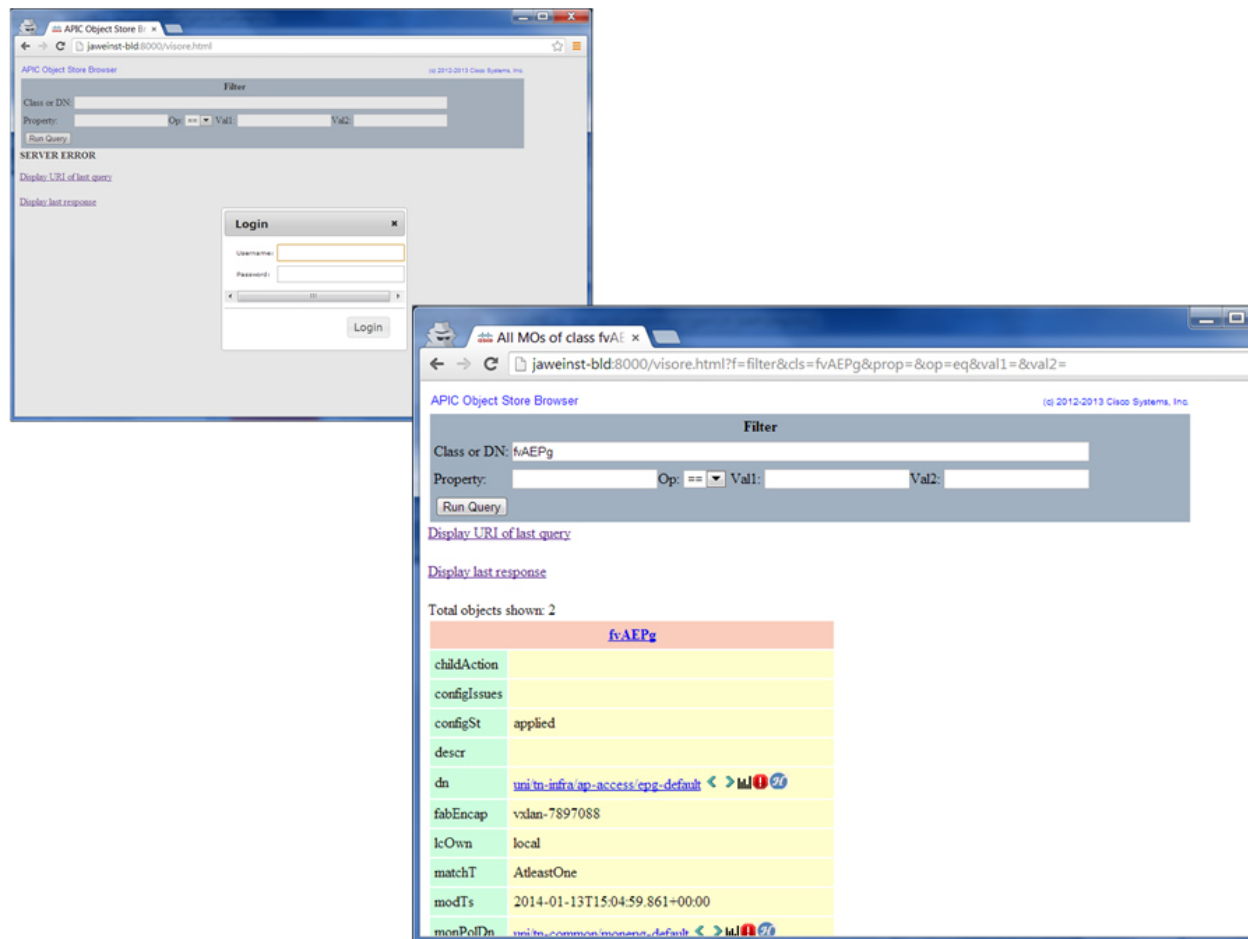 APIC Object Store Br ×
jaweinst-bld:8000/visore.html
APIC Object Store Browser
(c) 2012-2013 Cisco Systems, Inc.
Filter
Class or DN:
Property: Op: == Val1: Val2:
Run Query
SERVER ERROR
Display URI of last query
Display last response
Login ×
Username:
Password:
Login
All MOs of class fvAE ×
jaweinst-bld:8000/visore.html?f=filter&cls=fvAEPg&prop=&op=eq&val1=&val2=
APIC Object Store Browser
(c) 2012-2013 Cisco Systems, Inc.
Filter
Class or DN: fvAEPg
Property: Op: == Val1: Val2:
Run Query
Display URI of last query
Display last response
Total objects shown: 2
fvAEPg
childAction
configIssues
configSt applied
descr
dn uni/tn-infra/ap-access/epg-default < > ! H
fabEncap vxlan-7897088
lcOwn local
matchT AtleastOne
modTs 2014-01-13T15:04:59.861+00:00
monPolDn uni/tn-common/monepg-default < > ! H